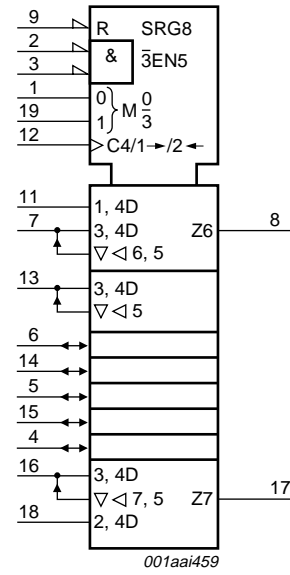 9 R SRG8
2 & 3̅EN5
3
1 0 } M 0/3
19 1
12 C4/1→/2←
11 1, 4D
7 3, 4D Z6 8
▽ ◁ 6, 5
13 3, 4D
▽ ◁ 5
6
14
5
15
4
16 3, 4D
▽ ◁ 7, 5 Z7 17
18 2, 4D
001aai459